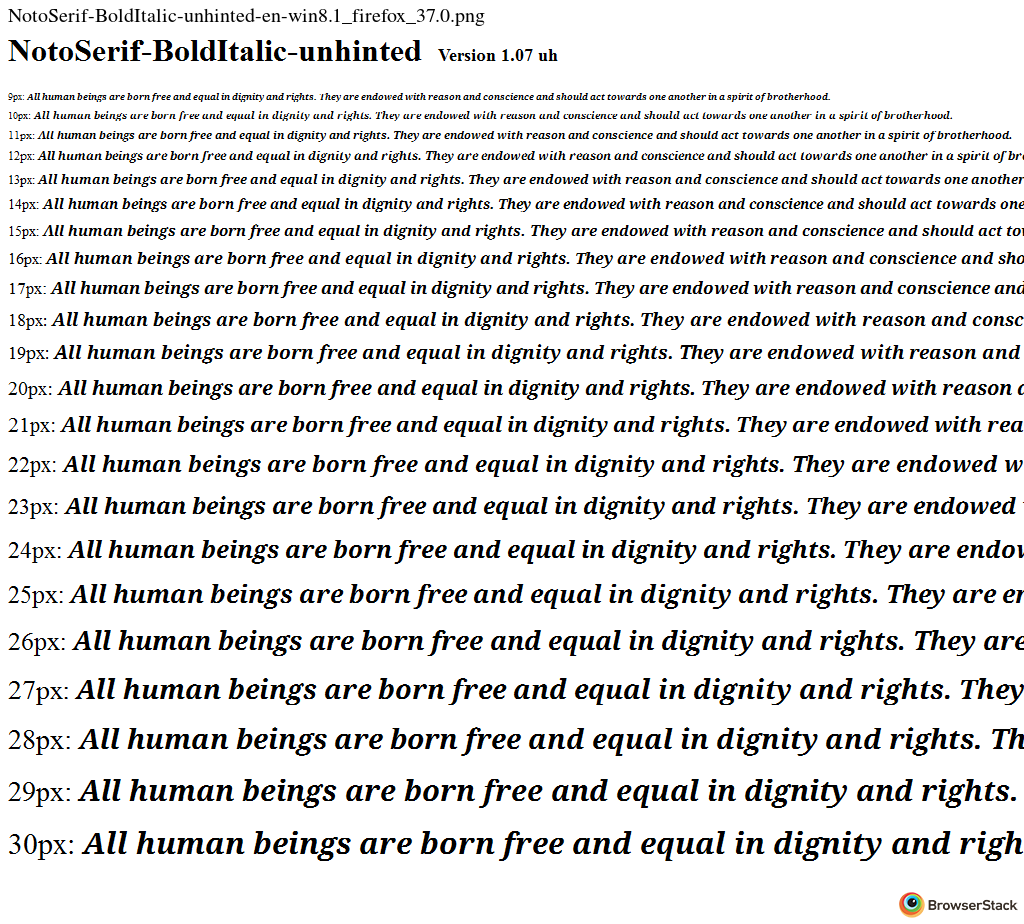 NotoSerif-BoldItalic-unhinted-en-win8.1_firefox_37.0.png
NotoSerif-BoldItalic-unhinted Version 1.07 uh
9px: All human beings are born free and equal in dignity and rights. They are endowed with reason and conscience and should act towards one another in a spirit of brotherhood.
10px: All human beings are born free and equal in dignity and rights. They are endowed with reason and conscience and should act towards one another in a spirit of brotherhood.
11px: All human beings are born free and equal in dignity and rights. They are endowed with reason and conscience and should act towards one another in a spirit of brotherhood.
12px: All human beings are born free and equal in dignity and rights. They are endowed with reason and conscience and should act towards one another in a spirit of br
13px: All human beings are born free and equal in dignity and rights. They are endowed with reason and conscience and should act towards one another
14px: All human beings are born free and equal in dignity and rights. They are endowed with reason and conscience and should act towards one
15px: All human beings are born free and equal in dignity and rights. They are endowed with reason and conscience and should act to
16px: All human beings are born free and equal in dignity and rights. They are endowed with reason and conscience and sho
17px: All human beings are born free and equal in dignity and rights. They are endowed with reason and conscience and
18px: All human beings are born free and equal in dignity and rights. They are endowed with reason and consc
19px: All human beings are born free and equal in dignity and rights. They are endowed with reason and
20px: All human beings are born free and equal in dignity and rights. They are endowed with reason a
21px: All human beings are born free and equal in dignity and rights. They are endowed with rea
22px: All human beings are born free and equal in dignity and rights. They are endowed w
23px: All human beings are born free and equal in dignity and rights. They are endowed
24px: All human beings are born free and equal in dignity and rights. They are endow
25px: All human beings are born free and equal in dignity and rights. They are en
26px: All human beings are born free and equal in dignity and rights. They are
27px: All human beings are born free and equal in dignity and rights. They
28px: All human beings are born free and equal in dignity and rights. Th
29px: All human beings are born free and equal in dignity and rights.
30px: All human beings are born free and equal in dignity and righ
BrowserStack